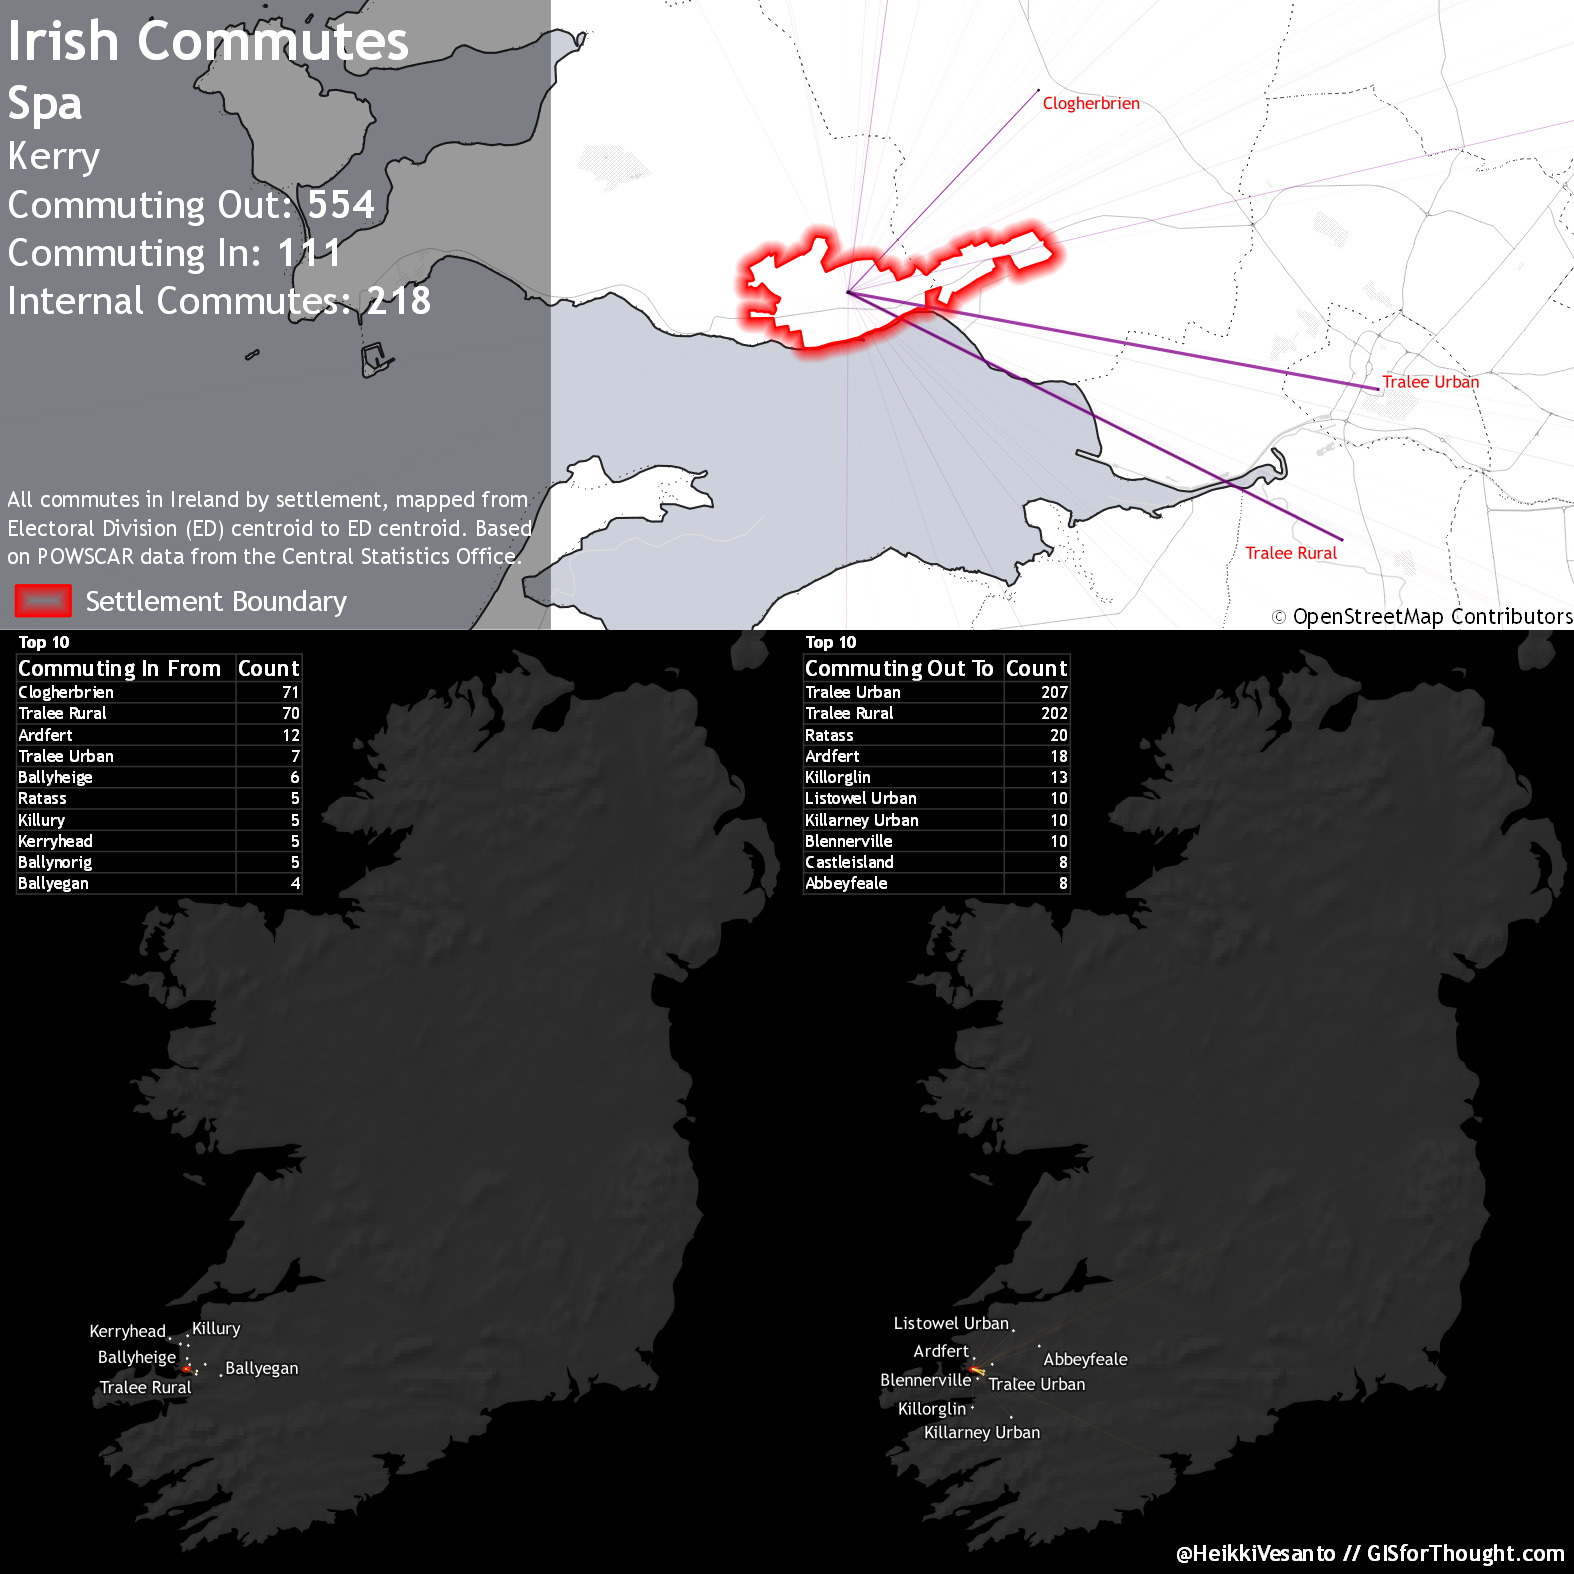 Irish Commutes
Spa
Kerry
Commuting Out: 554
Commuting In: 111
Internal Commutes: 218
Clogherbrien
Tralee Urban
Tralee Rural
All commutes in Ireland by settlement, mapped from
Electoral Division (ED) centroid to ED centroid. Based
on POWSCAR data from the Central Statistics Office.
Settlement Boundary
© OpenStreetMap Contributors
Top 10
Commuting In From Count
Clogherbrien 71
Tralee Rural 70
Ardfert 12
Tralee Urban 7
Ballyheige 6
Ratass 5
Killury 5
Kerryhead 5
Ballynorig 5
Ballyegan 4
Top 10
Commuting Out To Count
Tralee Urban 207
Tralee Rural 202
Ratass 20
Ardfert 18
Killorglin 13
Listowel Urban 10
Killarney Urban 10
Blennerville 10
Castleisland 8
Abbeyfeale 8
Kerryhead
Killury
Ballyheige
Ballyegan
Tralee Rural
Listowel Urban
Ardfert
Abbeyfeale
Blennerville
Tralee Urban
Killorglin
Killarney Urban
@HeikkiVesanto // GISforThought.com